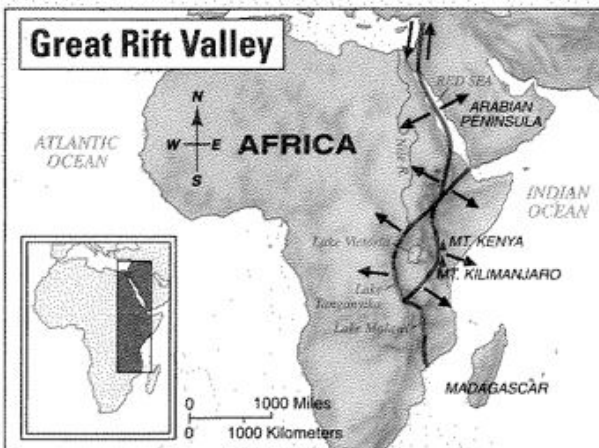 Great Rift Valley
N
W E
S
AFRICA
ATLANTIC
OCEAN
RED SEA
ARABIAN
PENINSULA
Nile R.
INDIAN
OCEAN
Lake Victoria
MT. KENYA
MT. KILIMANJARO
Lake
Tanganyika
Lake Malawi
MADAGASCAR
0 1000 Miles
0 1000 Kilometers